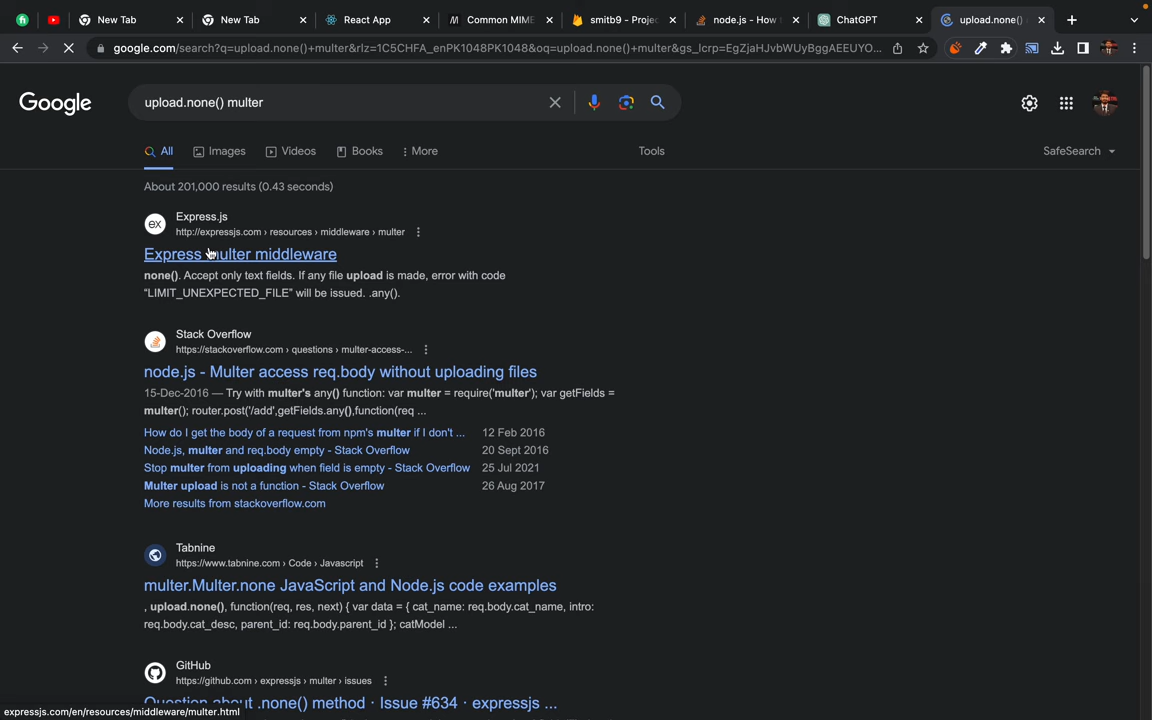 New Tab
New Tab
React App
Common MIME
smitb9 - Projec
node.js - How
ChatGPT
upload.none()
google.com/search?q=upload.none()+multer&rlz=1C5CHFA_enPK1048PK1048&oq=upload.none()+multer&gs_lcrp=EgZjaHJvbWUyBggAEEUYO...
Google
upload.none() multer
All
Images
Videos
Books
More
Tools
SafeSearch
About 201,000 results (0.43 seconds)
Express.js
http://expressjs.com › resources › middleware › multer
Express multer middleware
none(). Accept only text fields. If any file upload is made, error with code
“LIMIT_UNEXPECTED_FILE” will be issued. .any().
Stack Overflow
https://stackoverflow.com › questions › multer-access-...
node.js - Multer access req.body without uploading files
15-Dec-2016 — Try with multer's any() function: var multer = require('multer'); var getFields =
multer(); router.post('/add',getFields.any(),function(req ...
How do I get the body of a request from npm's multer if I don't ... 12 Feb 2016
Node.js, multer and req.body empty - Stack Overflow 20 Sept 2016
Stop multer from uploading when field is empty - Stack Overflow 25 Jul 2021
Multer upload is not a function - Stack Overflow 26 Aug 2017
More results from stackoverflow.com
Tabnine
https://www.tabnine.com › Code › Javascript
multer.Multer.none JavaScript and Node.js code examples
, upload.none(), function(req, res, next) { var data = { cat_name: req.body.cat_name, intro:
req.body.cat_desc, parent_id: req.body.parent_id }; catModel ...
GitHub
https://github.com › expressjs › multer › issues
Question about .none() method · Issue #634 · expressjs ...
expressjs.com/en/resources/middleware/multer.html